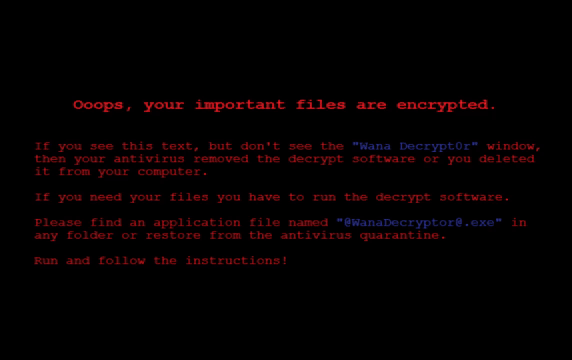 Ooops, your important files are encrypted.
If you see this text, but don't see the "Wana Decrypt0r" window,
then your antivirus removed the decrypt software or you deleted
it from your computer.
If you need your files you have to run the decrypt software.
Please find an application file named "@WanaDecryptor@.exe" in
any folder or restore from the antivirus quarantine.
Run and follow the instructions!